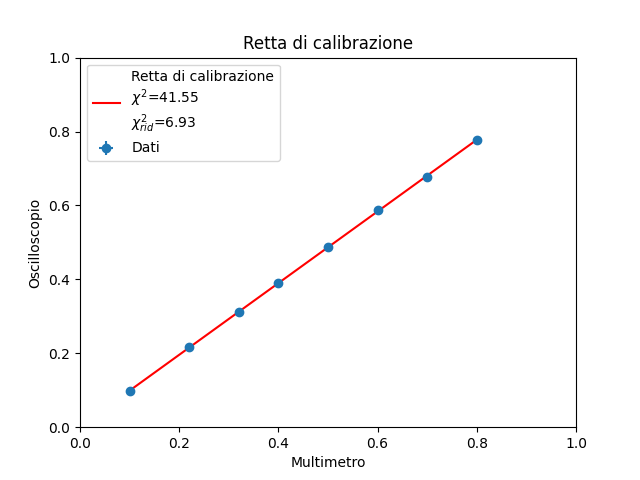 Retta di calibrazione
Retta di calibrazione
χ²=41.55
χ²rid=6.93
Dati
Oscilloscopio
1.0
0.8
0.6
0.4
0.2
0.0
0.0 0.2 0.4 0.6 0.8 1.0
Multimetro